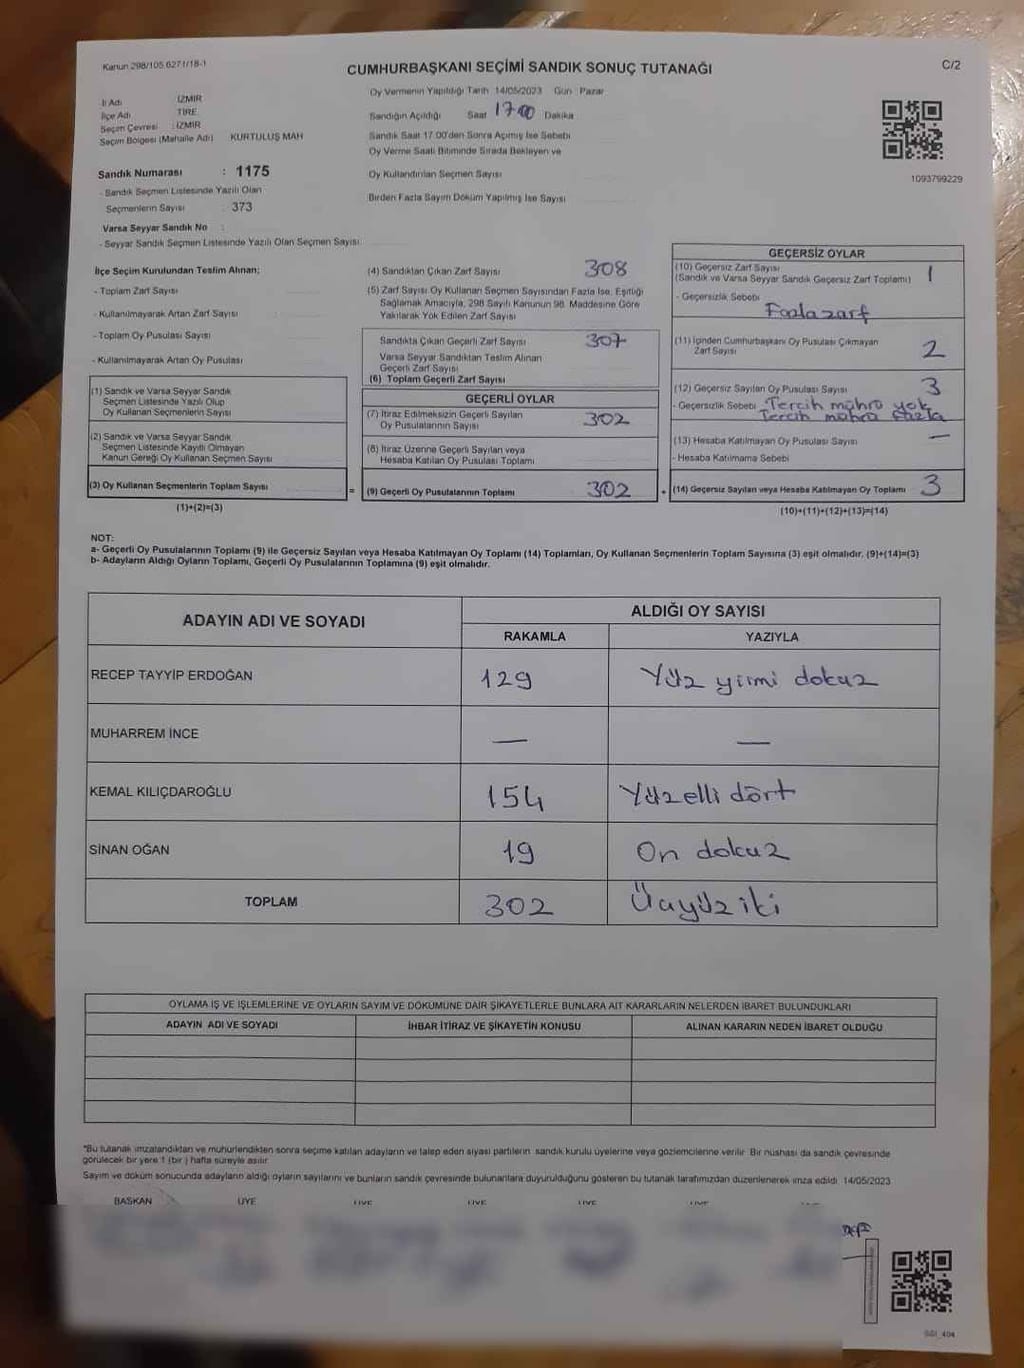 Kanun 298/105.6271/18-1
CUMHURBAŞKANI SEÇİMİ SANDIK SONUÇ TUTANAĞI
C/2
İl Adı : İZMİR
İlçe Adı : TİRE
Seçim Çevresi : İZMİR
Seçim Bölgesi (Mahalle Adı) KURTULUŞ MAH
Sandık Numarası : 1175
- Sandık Seçmen Listesinde Yazılı Olan
Seçmenlerin Sayısı : 373
Varsa Seyyar Sandık No :
- Seyyar Sandık Seçmen Listesinde Yazılı Olan Seçmen Sayısı:
Oy Vermenin Yapıldığı Tarih 14/05/2023 Gün : Pazar
Sandığın Açıldığı Saat 17:00 Dakika
Sandık Saat 17.00'den Sonra Açımış İse Sebebi
Oy Verme Saati Bitiminde Sırada Bekleyen ve
Oy Kullandırılan Seçmen Sayısı
Birden Fazla Sayım Döküm Yapılmış İse Sayısı
1093799229
İlçe Seçim Kurulundan Teslim Alınan;
- Toplam Zarf Sayısı
- Kullanılmayarak Artan Zarf Sayısı
- Toplam Oy Pusulası Sayısı
- Kullanılmayarak Artan Oy Pusulası
(1) Sandık ve Varsa Seyyar Sandık
Seçmen Listesinde Yazılı Olup
Oy Kullanan Seçmenlerin Sayısı
(2) Sandık ve Varsa Seyyar Sandık
Seçmen Listesinde Kayıtlı Olmayan
Kanun Gereği Oy Kullanan Seçmen Sayısı
(3) Oy Kullanan Seçmenlerin Toplam Sayısı
(1)+(2)=(3)
(4) Sandıktan Çıkan Zarf Sayısı 308
(5) Zarf Sayısı Oy Kullanan Seçmen Sayısından Fazla İse, Eşitliği
Sağlamak Amacıyla, 298 Sayılı Kanunun 98. Maddesine Göre
Yakılarak Yok Edilen Zarf Sayısı
Sandıkta Çıkan Geçerli Zarf Sayısı 307
Varsa Seyyar Sandıktan Teslim Alınan
Geçerli Zarf Sayısı
(6) Toplam Geçerli Zarf Sayısı
GEÇERLİ OYLAR
(7) İtiraz Edilmeksizin Geçerli Sayılan
Oy Pusulalarının Sayısı 302
(8) İtiraz Üzerine Geçerli Sayılan veya
Hesaba Katılan Oy Pusulası Toplamı
= (9) Geçerli Oy Pusulalarının Toplamı 302
GEÇERSİZ OYLAR
(10) Geçersiz Zarf Sayısı
(Sandık ve Varsa Seyyar Sandık Geçersiz Zarf Toplamı) 1
- Geçersizlik Sebebi
Fazla zarf
(11) İçinden Cumhurbaşkanı Oy Pusulası Çıkmayan
Zarf Sayısı 2
(12) Geçersiz Sayılan Oy Pusulası Sayısı 3
- Geçersizlik Sebebi Tercih mührü yok
Tercih mührü fazla
(13) Hesaba Katılmayan Oy Pusulası Sayısı —
- Hesaba Katılmama Sebebi
+ (14) Geçersiz Sayılan veya Hesaba Katılmayan Oy Toplamı 3
(10)+(11)+(12)+(13)=(14)
NOT:
a- Geçerli Oy Pusulalarının Toplamı (9) ile Geçersiz Sayılan veya Hesaba Katılmayan Oy Toplamı (14) Toplamları, Oy Kullanan Seçmenlerin Toplam Sayısına (3) eşit olmalıdır. (9)+(14)=(3)
b- Adayların Aldığı Oyların Toplamı, Geçerli Oy Pusulalarının Toplamına (9) eşit olmalıdır.
ADAYIN ADI VE SOYADI
ALDIĞI OY SAYISI
RAKAMLA YAZIYLA
RECEP TAYYİP ERDOĞAN 129 Yüz yirmi dokuz
MUHARREM İNCE — —
KEMAL KILIÇDAROĞLU 154 Yüzelli dört
SİNAN OĞAN 19 On dokuz
TOPLAM 302 Üçyüz iki
OYLAMA İŞ VE İŞLEMLERİNE VE OYLARIN SAYIM VE DÖKÜMÜNE DAİR ŞİKAYETLERLE BUNLARA AİT KARARLARIN NELERDEN İBARET BULUNDUKLARI
ADAYIN ADI VE SOYADI İHBAR İTİRAZ VE ŞİKAYETİN KONUSU ALINAN KARARIN NEDEN İBARET OLDUĞU
*Bu tutanak imzalandıktan ve mühürlendikten sonra seçime katılan adayların ve talep eden siyasi partilerin sandık kurulu üyelerine veya gözlemcilerine verilir. Bir nüshası da sandık çevresinde
görülecek bir yere 1 (bir) hafta süreyle asılır.
Sayım ve döküm sonucunda adayların aldığı oyların sayılarını ve bunların sandık çevresinde bulunanlara duyurulduğunu gösteren bu tutanak tarafımızdan düzenlenerek imza edildi. 14/05/2023
BAŞKAN ÜYE ÜYE ÜYE ÜYE ÜYE